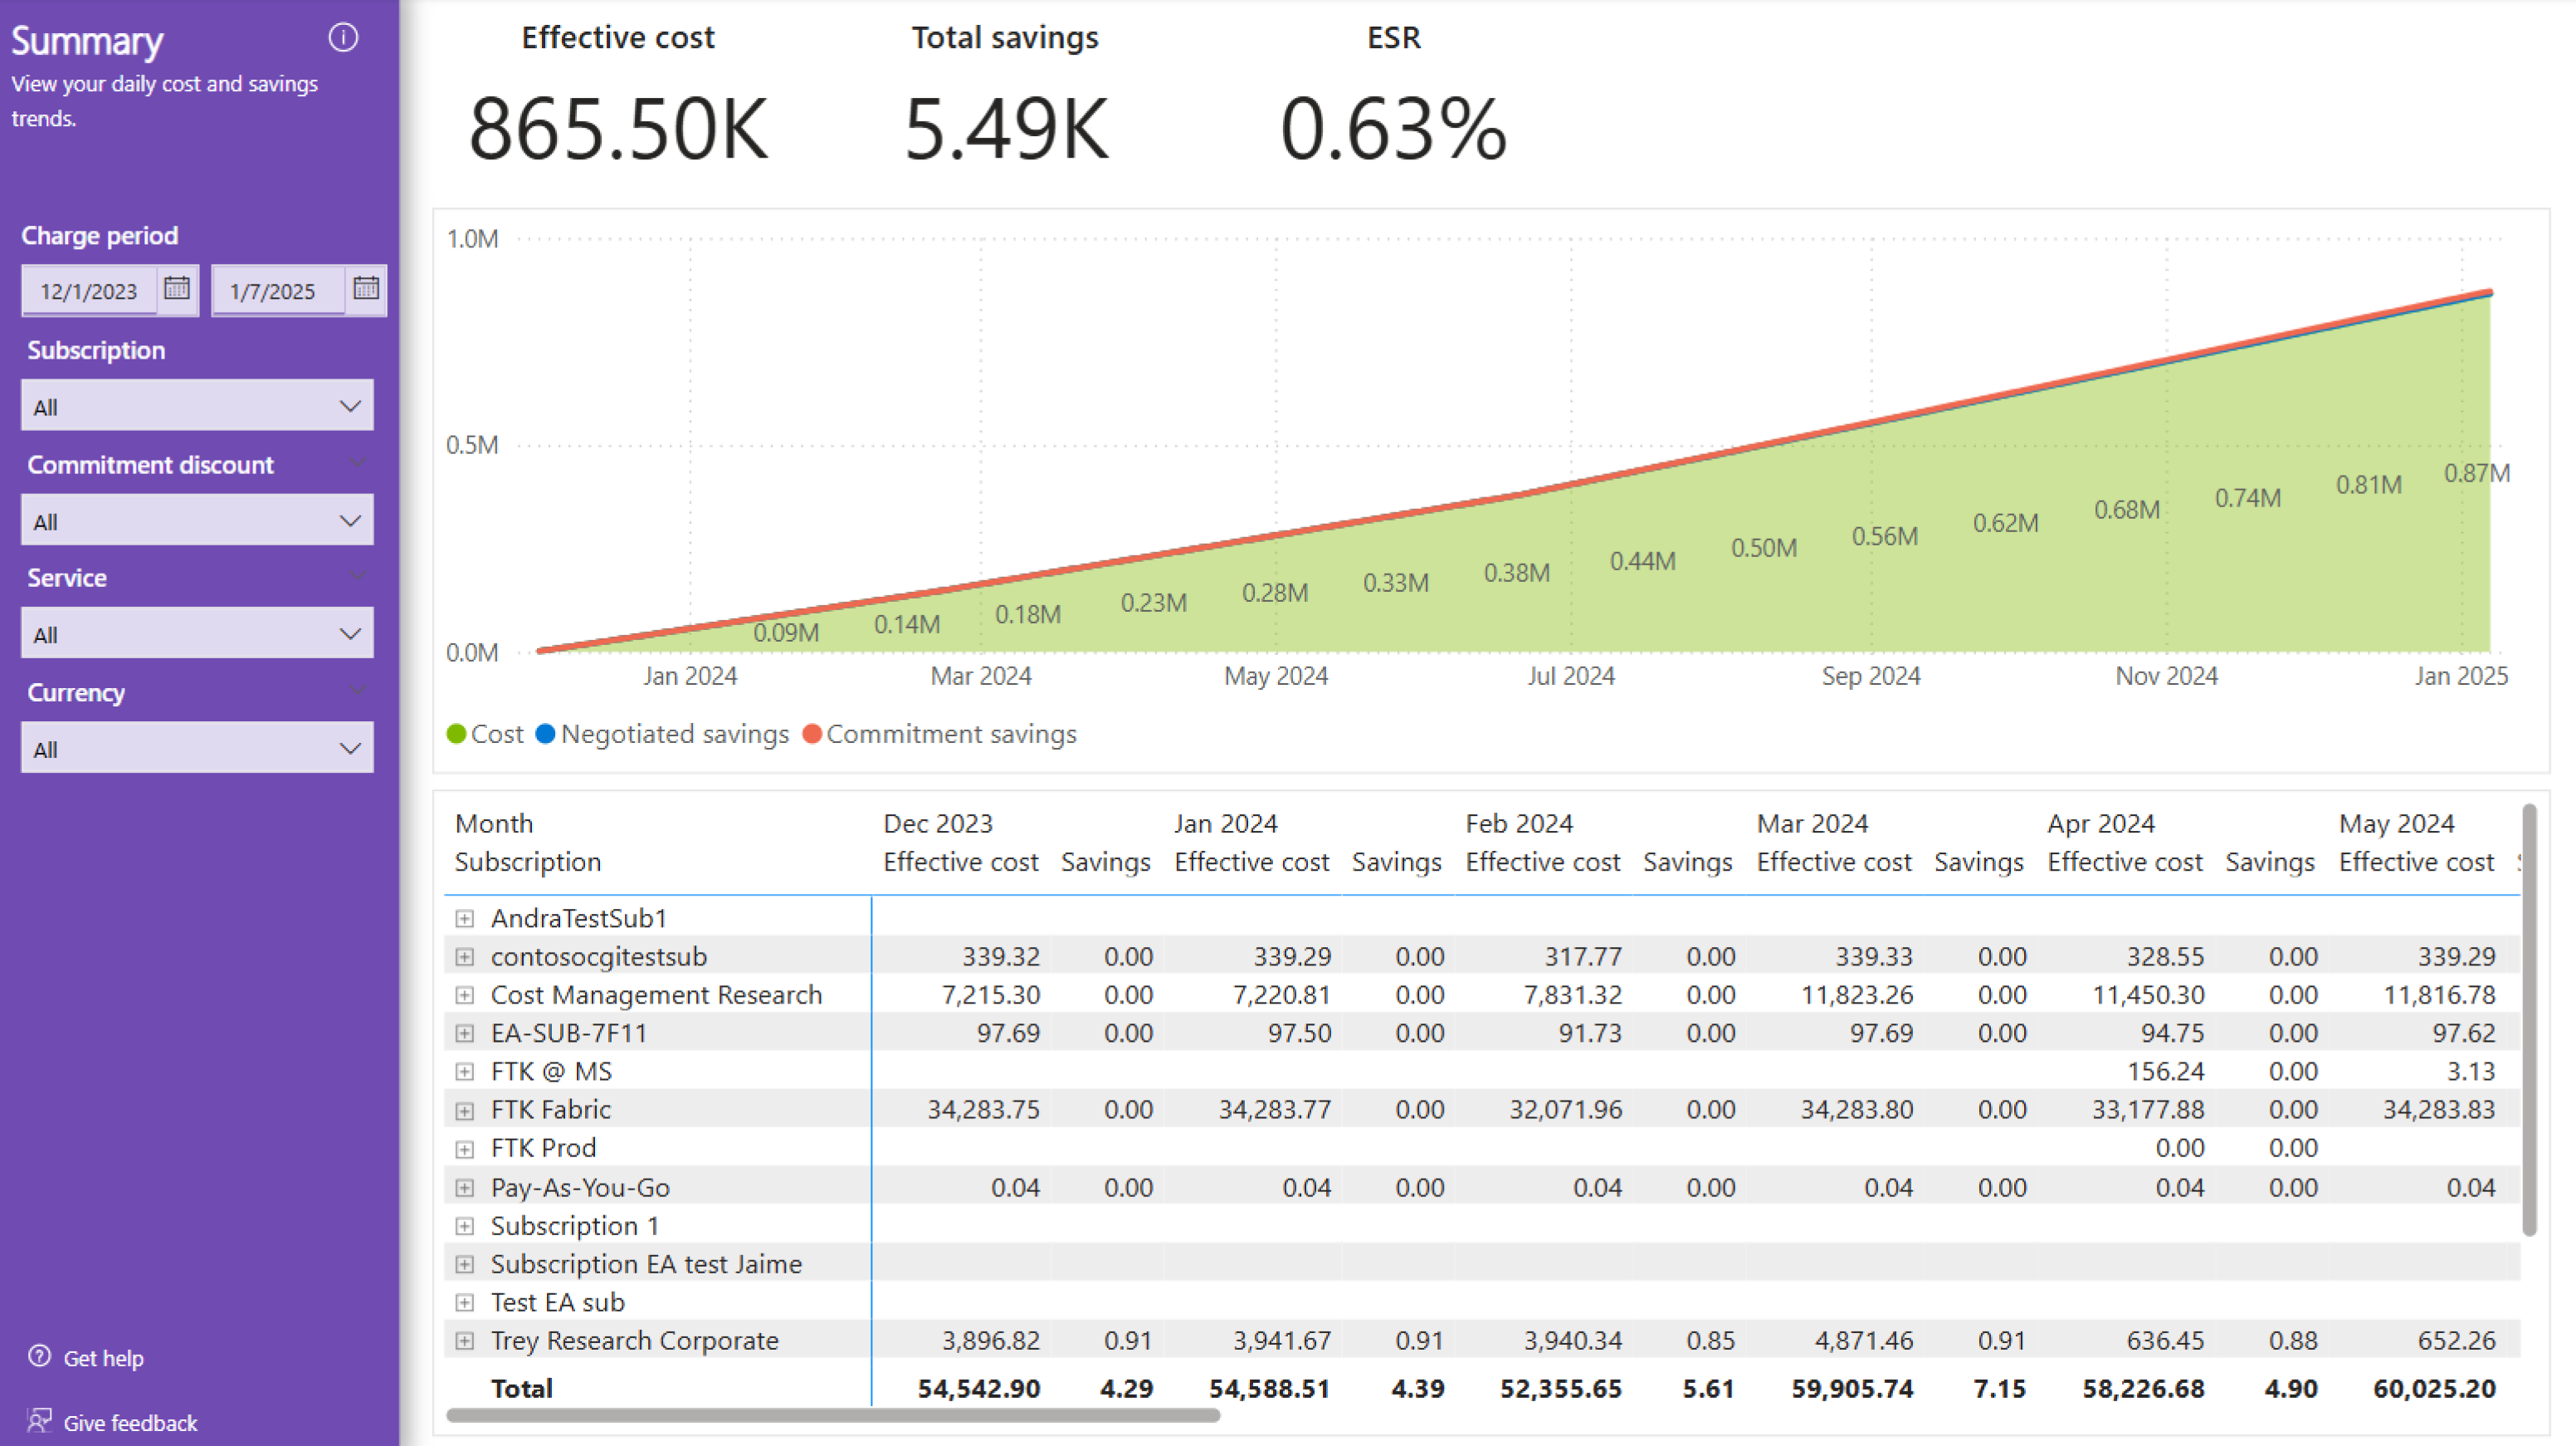 Summary
View your daily cost and savings
trends.
Charge period
12/1/2023 1/7/2025
Subscription
All
Commitment discount
All
Service
All
Currency
All
Get help
Give feedback
Effective cost Total savings ESR
865.50K 5.49K 0.63%
1.0M
0.5M
0.0M
0.09M 0.14M 0.18M 0.23M 0.28M 0.33M 0.38M 0.44M 0.50M 0.56M 0.62M 0.68M 0.74M 0.81M 0.87M
Jan 2024 Mar 2024 May 2024 Jul 2024 Sep 2024 Nov 2024 Jan 2025
Cost Negotiated savings Commitment savings
Month Dec 2023 Jan 2024 Feb 2024 Mar 2024 Apr 2024 May 2024
Subscription Effective cost Savings Effective cost Savings Effective cost Savings Effective cost Savings Effective cost Savings Effective cost
AndraTestSub1
contosocgitestsub 339.32 0.00 339.29 0.00 317.77 0.00 339.33 0.00 328.55 0.00 339.29
Cost Management Research 7,215.30 0.00 7,220.81 0.00 7,831.32 0.00 11,823.26 0.00 11,450.30 0.00 11,816.78
EA-SUB-7F11 97.69 0.00 97.50 0.00 91.73 0.00 97.69 0.00 94.75 0.00 97.62
FTK @ MS 156.24 0.00 3.13
FTK Fabric 34,283.75 0.00 34,283.77 0.00 32,071.96 0.00 34,283.80 0.00 33,177.88 0.00 34,283.83
FTK Prod 0.00 0.00
Pay-As-You-Go 0.04 0.00 0.04 0.00 0.04 0.00 0.04 0.00 0.04 0.00 0.04
Subscription 1
Subscription EA test Jaime
Test EA sub
Trey Research Corporate 3,896.82 0.91 3,941.67 0.91 3,940.34 0.85 4,871.46 0.91 636.45 0.88 652.26
Total 54,542.90 4.29 54,588.51 4.39 52,355.65 5.61 59,905.74 7.15 58,226.68 4.90 60,025.20